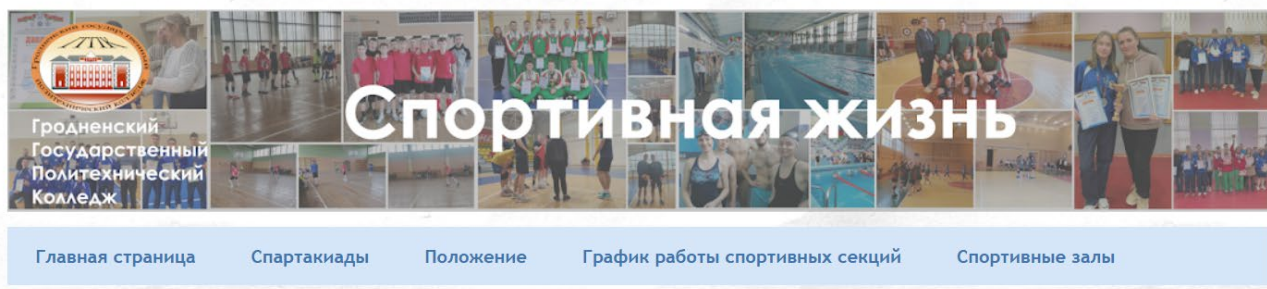 Гродненский
Государственный
Политехнический
Колледж
Спортивная жизнь
Главная страница Спартакиады Положение График работы спортивных секций Спортивные залы